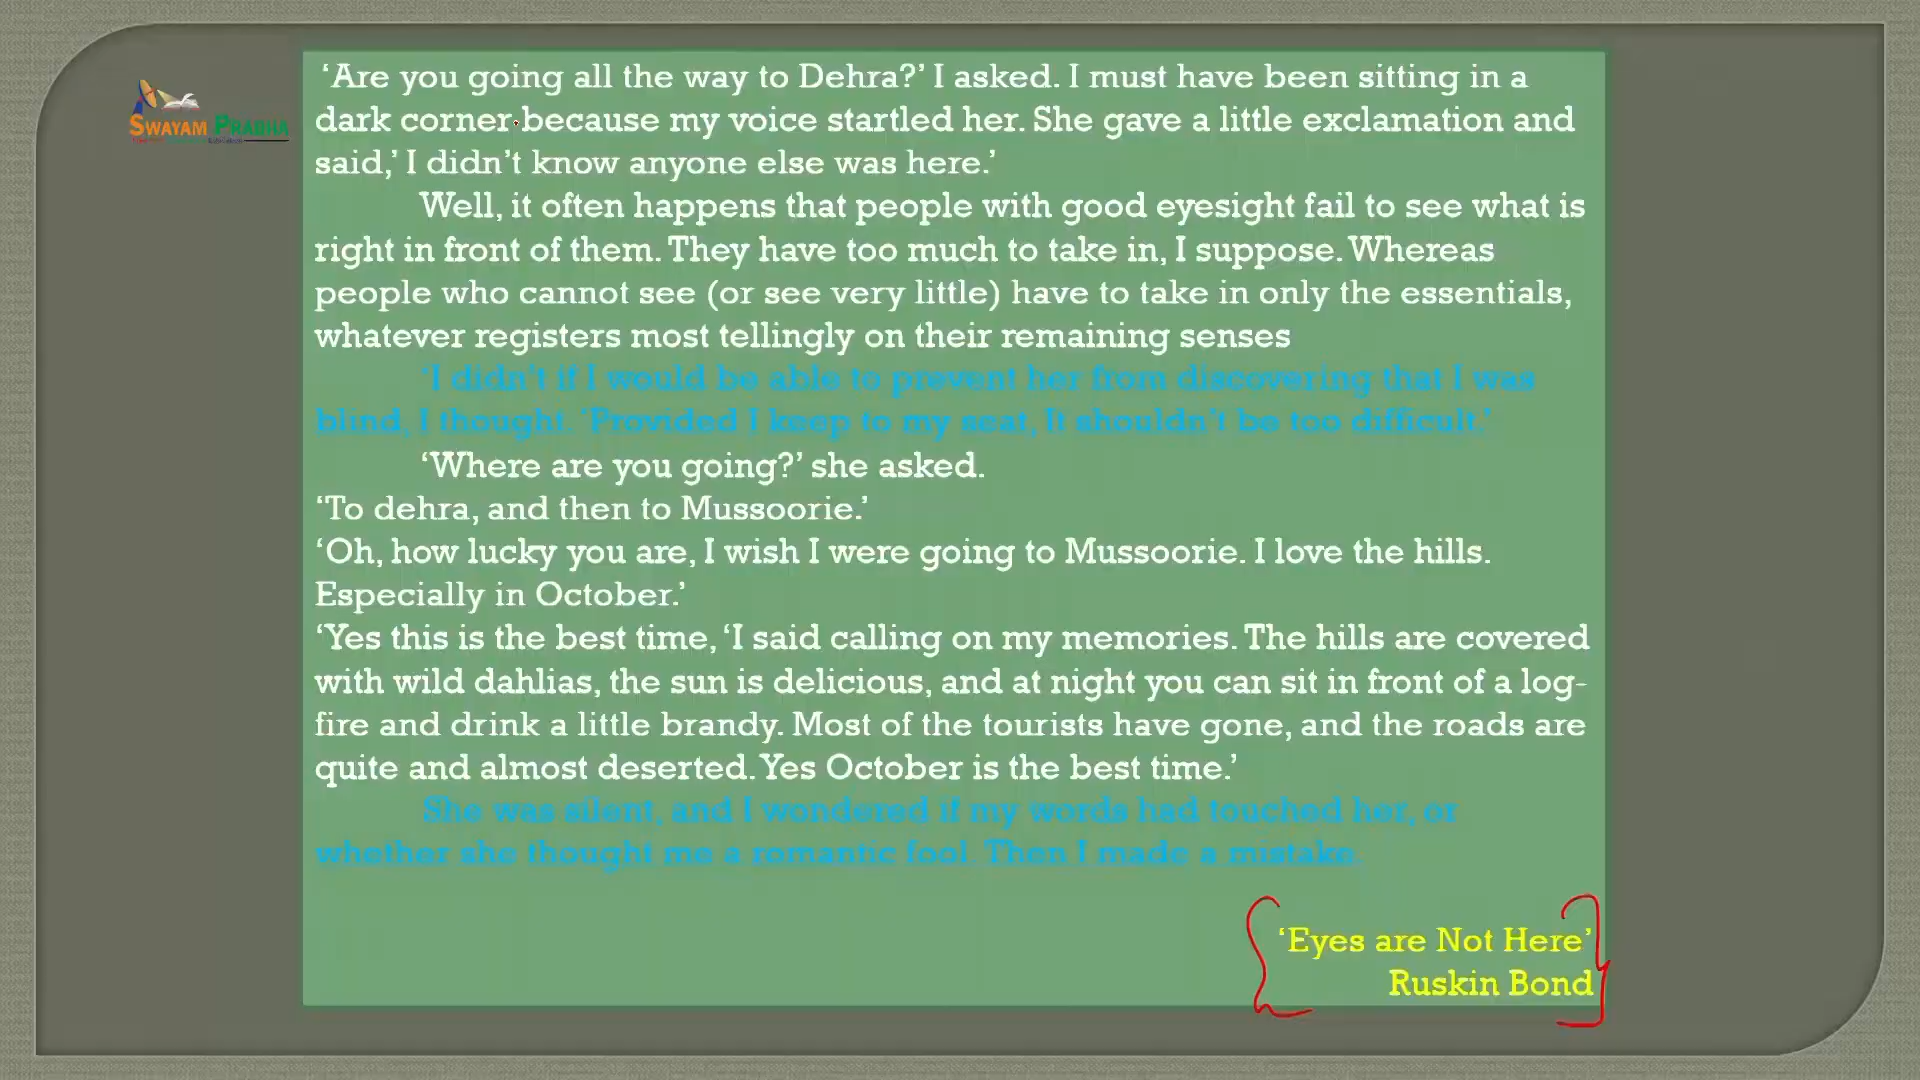 SWAYAM PRABHA
‘Are you going all the way to Dehra?’ I asked. I must have been sitting in a
dark corner because my voice startled her. She gave a little exclamation and
said,’ I didn’t know anyone else was here.’
Well, it often happens that people with good eyesight fail to see what is
right in front of them. They have too much to take in, I suppose. Whereas
people who cannot see (or see very little) have to take in only the essentials,
whatever registers most tellingly on their remaining senses
‘I didn’t if I would be able to prevent her from discovering that I was
blind, I thought. ‘Provided I keep to my seat, It shouldn’t be too difficult.’
‘Where are you going?’ she asked.
‘To dehra, and then to Mussoorie.’
‘Oh, how lucky you are, I wish I were going to Mussoorie. I love the hills.
Especially in October.’
‘Yes this is the best time, ‘I said calling on my memories. The hills are covered
with wild dahlias, the sun is delicious, and at night you can sit in front of a log-
fire and drink a little brandy. Most of the tourists have gone, and the roads are
quite and almost deserted. Yes October is the best time.’
She was silent, and I wondered if my words had touched her, or
whether she thought me a romantic fool. Then I made a mistake.
‘Eyes are Not Here’
Ruskin Bond